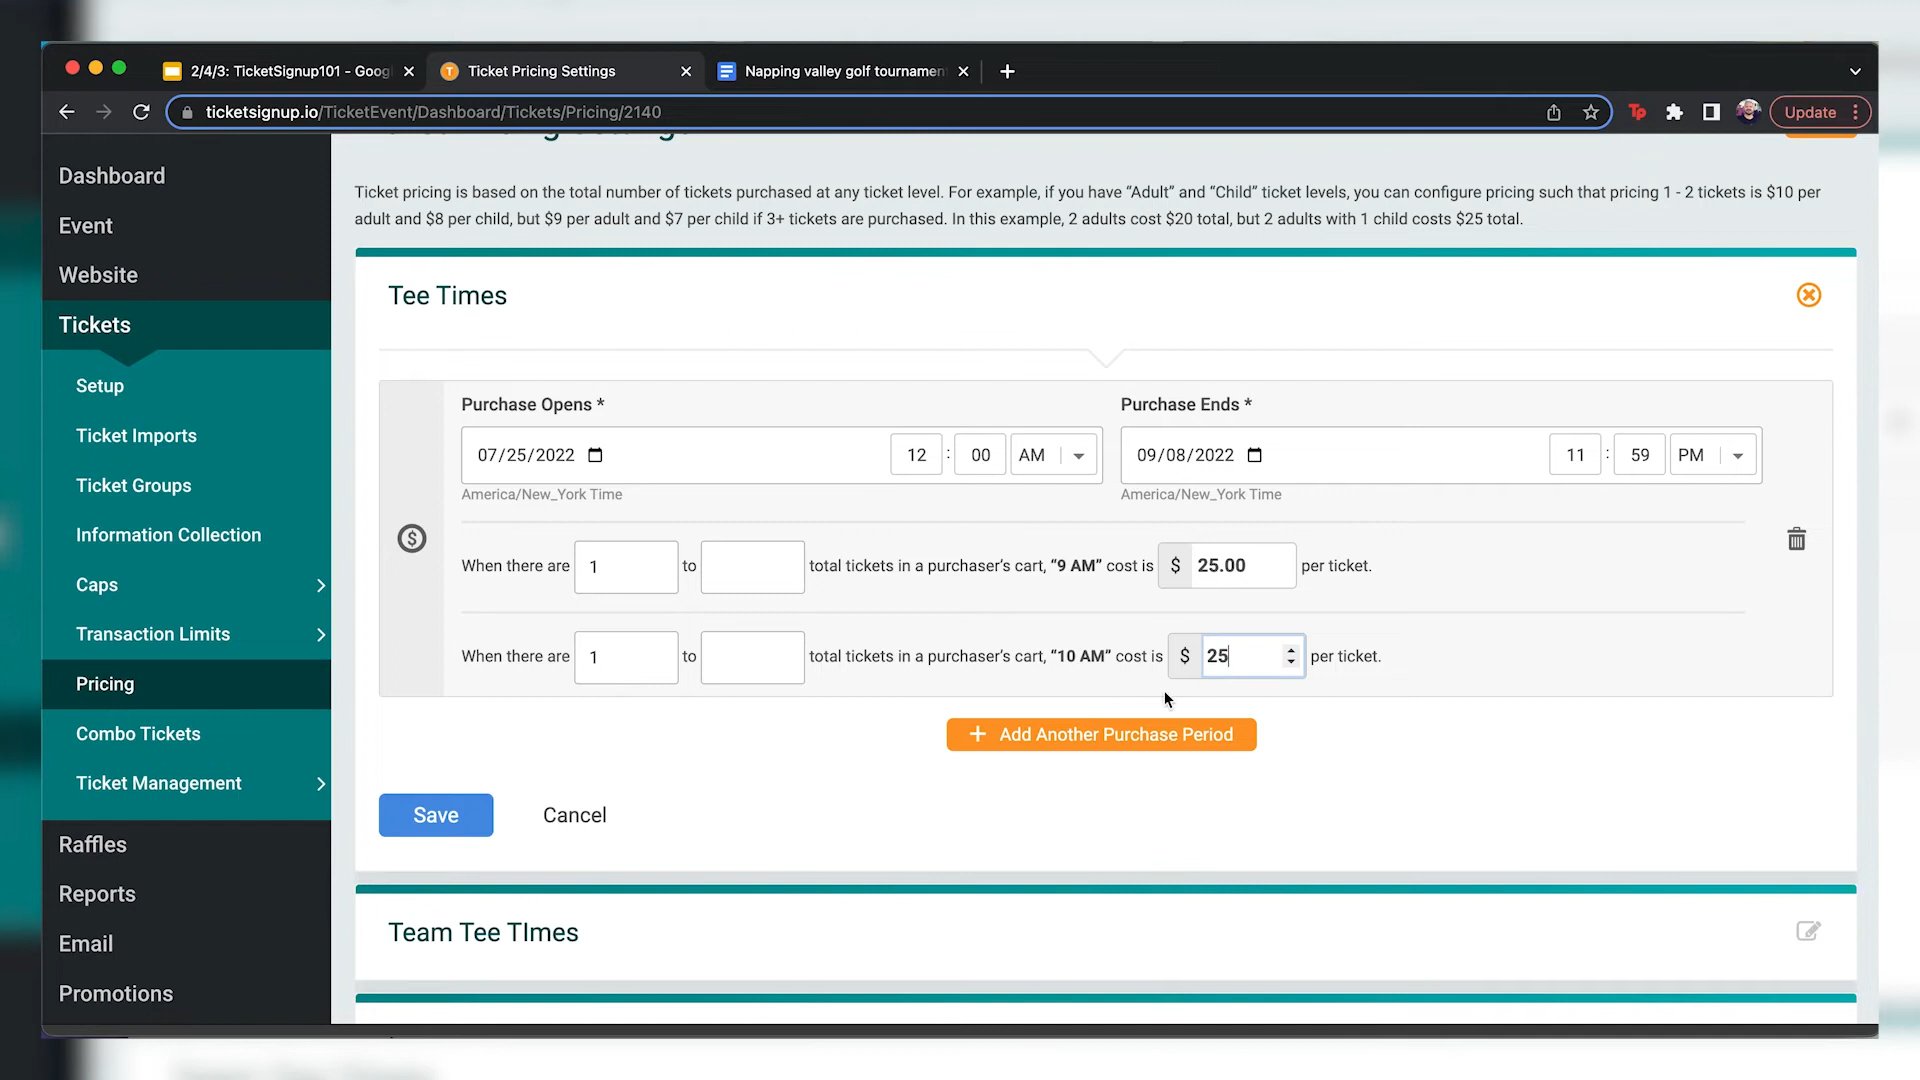 2/4/3: TicketSignup101 - Goog
Ticket Pricing Settings
Napping valley golf tournamen
ticketsignup.io/TicketEvent/Dashboard/Tickets/Pricing/2140
Tp
Update
Dashboard
Event
Website
Tickets
Setup
Ticket Imports
Ticket Groups
Information Collection
Caps
Transaction Limits
Pricing
Combo Tickets
Ticket Management
Raffles
Reports
Email
Promotions
Ticket pricing is based on the total number of tickets purchased at any ticket level. For example, if you have “Adult” and “Child” ticket levels, you can configure pricing such that pricing 1 - 2 tickets is $10 per
adult and $8 per child, but $9 per adult and $7 per child if 3+ tickets are purchased. In this example, 2 adults cost $20 total, but 2 adults with 1 child costs $25 total.
Tee Times
Purchase Opens *
07/25/2022 12 : 00 AM
America/New_York Time
Purchase Ends *
09/08/2022 11 : 59 PM
America/New_York Time
When there are 1 to total tickets in a purchaser’s cart, “9 AM” cost is $ 25.00 per ticket.
When there are 1 to total tickets in a purchaser’s cart, “10 AM” cost is $ 25 per ticket.
+ Add Another Purchase Period
Save Cancel
Team Tee TImes